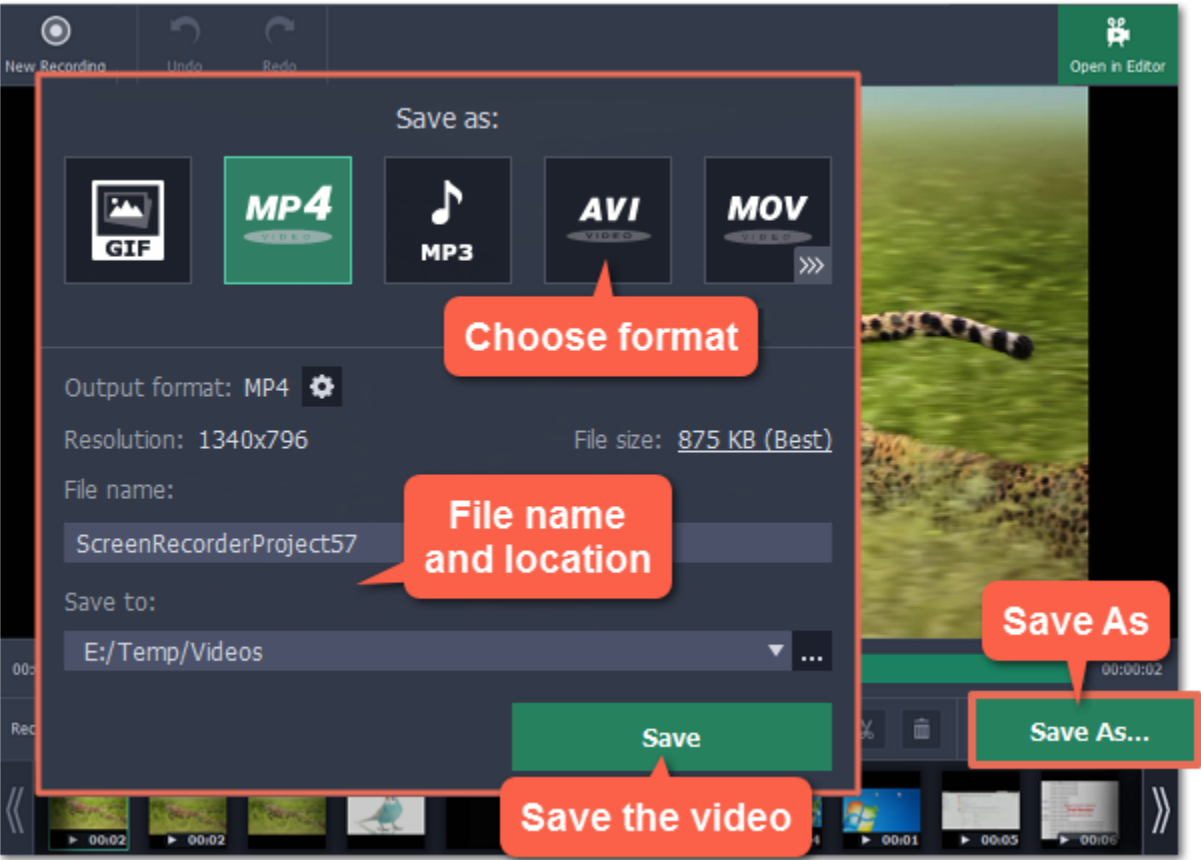 New Recording
Undo
Redo
Open in Editor
Save as:
GIF
MP4
VIDEO
MP3
AVI
VIDEO
MOV
VIDEO
Choose format
Output format: MP4
Resolution: 1340x796
File size: 875 KB (Best)
File name:
ScreenRecorderProject57
File name
and location
Save to:
E:/Temp/Videos
...
Save As
00:
00:00:02
Rec
Save
Save As...
Save the video
00:02
00:02
4
00:01
00:05
00:06